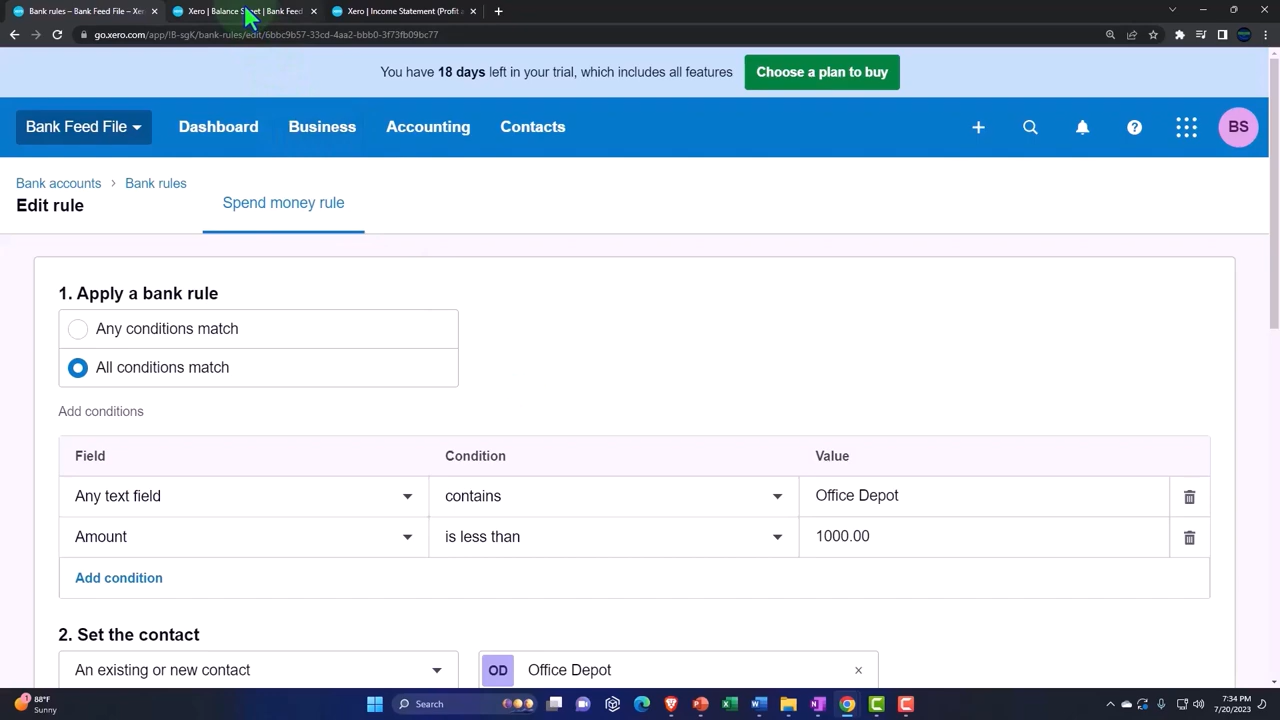 Bank rules — Bank Feed File - Xer
Xero | Balance Sheet | Bank Feed
Xero | Income Statement (Profit a
go.xero.com/app/!B-sgK/bank-rules/edit/6bbc9b57-33cd-4aa2-bbb0-3f73fb09bc77
You have 18 days left in your trial, which includes all features
Choose a plan to buy
Bank Feed File
Dashboard
Business
Accounting
Contacts
BS
Bank accounts > Bank rules
Edit rule
Spend money rule
1. Apply a bank rule
Any conditions match
All conditions match
Add conditions
Field Condition Value
Any text field contains Office Depot
Amount is less than 1000.00
Add condition
2. Set the contact
An existing or new contact
OD Office Depot ×
1
88°F
Sunny
Search
7:34 PM
7/20/2023